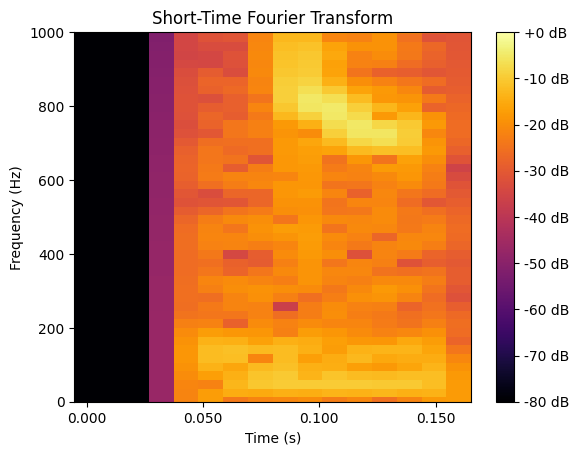 Short-Time Fourier Transform
1000
800
600
400
200
0
Frequency (Hz)
0.000
0.050
0.100
0.150
Time (s)
+0 dB
-10 dB
-20 dB
-30 dB
-40 dB
-50 dB
-60 dB
-70 dB
-80 dB